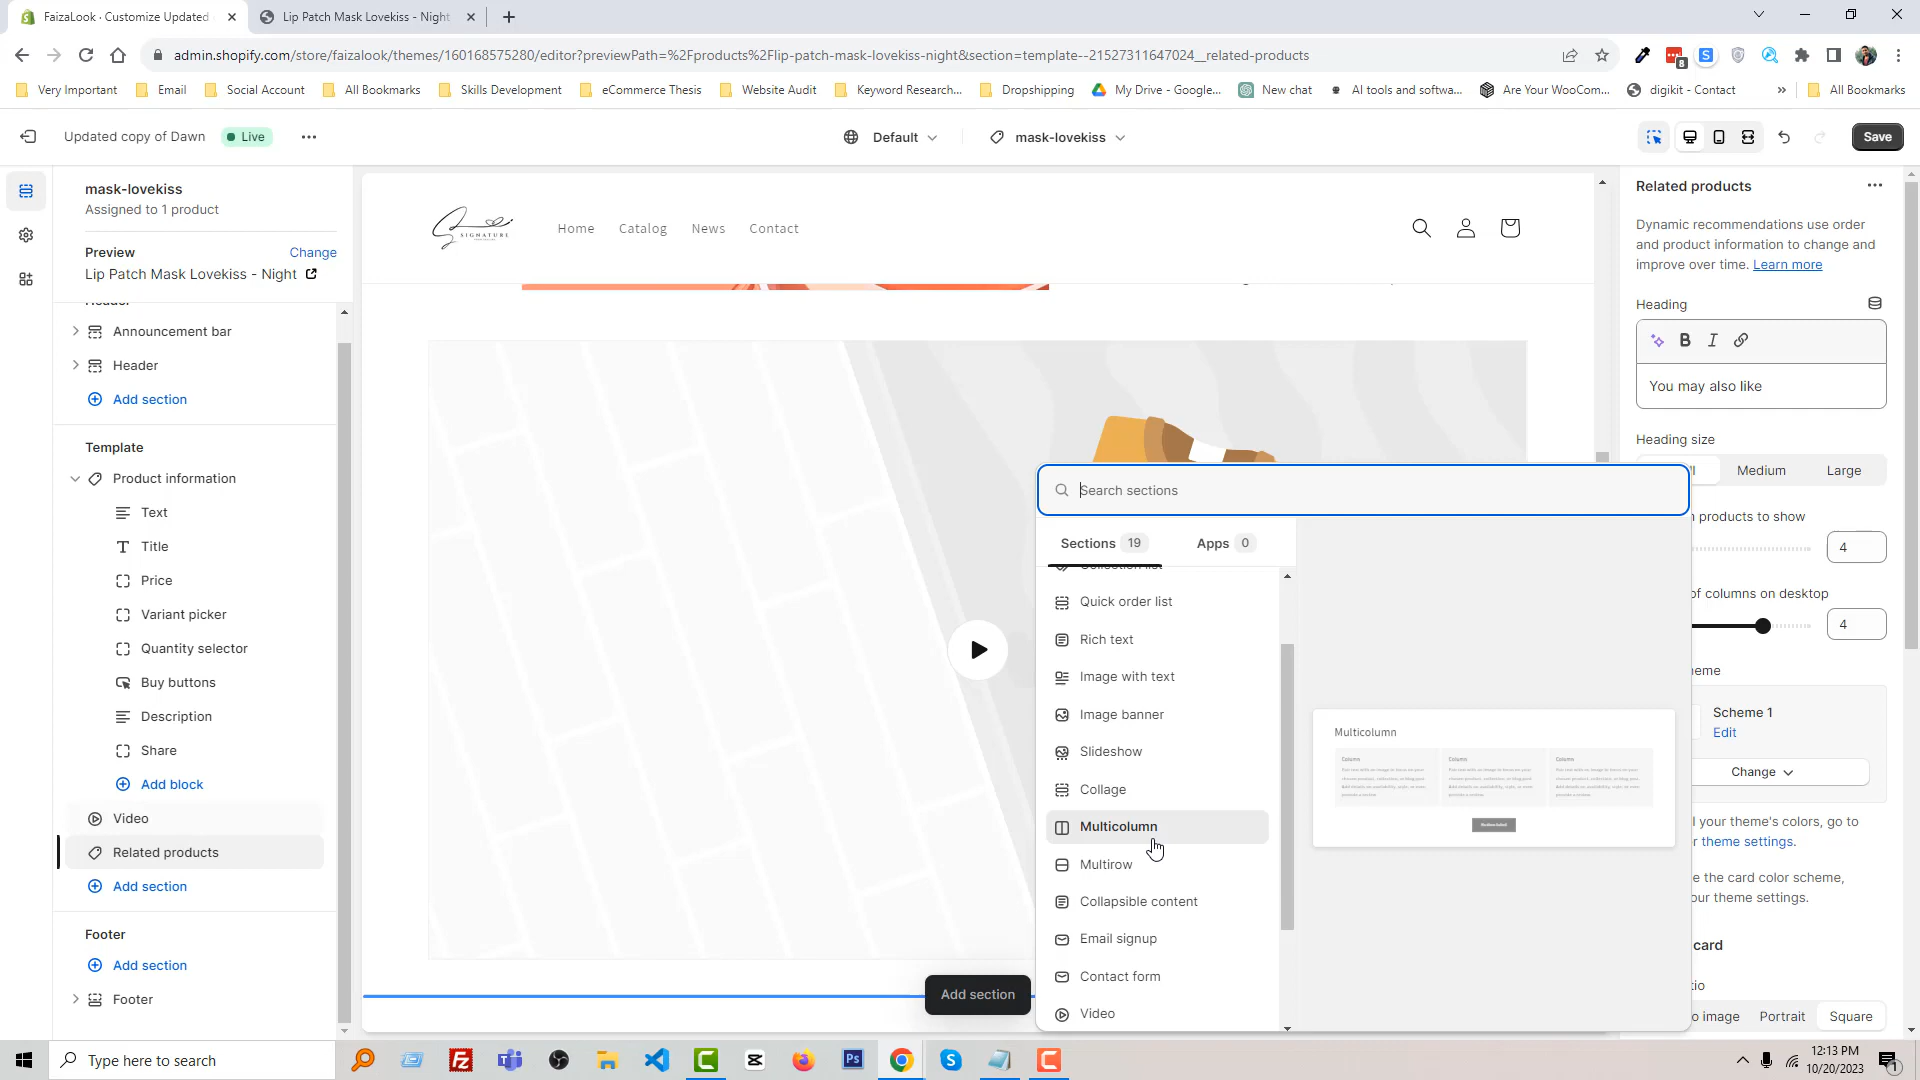 FaizaLook · Customize Updated
Lip Patch Mask Lovekiss - Night
admin.shopify.com/store/faizalook/themes/160168575280/editor?previewPath=%2Fproducts%2Flip-patch-mask-lovekiss-night&section=template--21527311647024__related-products
8
S
Very Important
Email
Social Account
All Bookmarks
Skills Development
eCommerce Thesis
Website Audit
Keyword Research...
Dropshipping
My Drive - Google...
New chat
AI tools and softwa...
Are Your WooCom...
digikit - Contact
»
All Bookmarks
Updated copy of Dawn
Live
Default
mask-lovekiss
Save
mask-lovekiss
Assigned to 1 product
Preview
Change
Lip Patch Mask Lovekiss - Night
Header
Announcement bar
Header
Add section
Template
Product information
Text
Title
Price
Variant picker
Quantity selector
Buy buttons
Description
Share
Add block
Video
Related products
Add section
Footer
Add section
Footer
SIGNATURE
Home
Catalog
News
Contact
Search sections
Sections 19
Apps 0
Collection list
Quick order list
Rich text
Image with text
Image banner
Slideshow
Collage
Multicolumn
Multirow
Collapsible content
Email signup
Contact form
Video
Multicolumn
Column
Column
Column
Add section
Related products
Dynamic recommendations use order
and product information to change and
improve over time. Learn more
Heading
B I
You may also like
Heading size
Medium
Large
products to show
4
of columns on desktop
4
Scheme 1
Edit
Change
your theme's colors, go to
theme settings.
the card color scheme,
our theme settings.
card
image
Portrait
Square
Type here to search
Ps
12:13 PM
10/20/2023
1